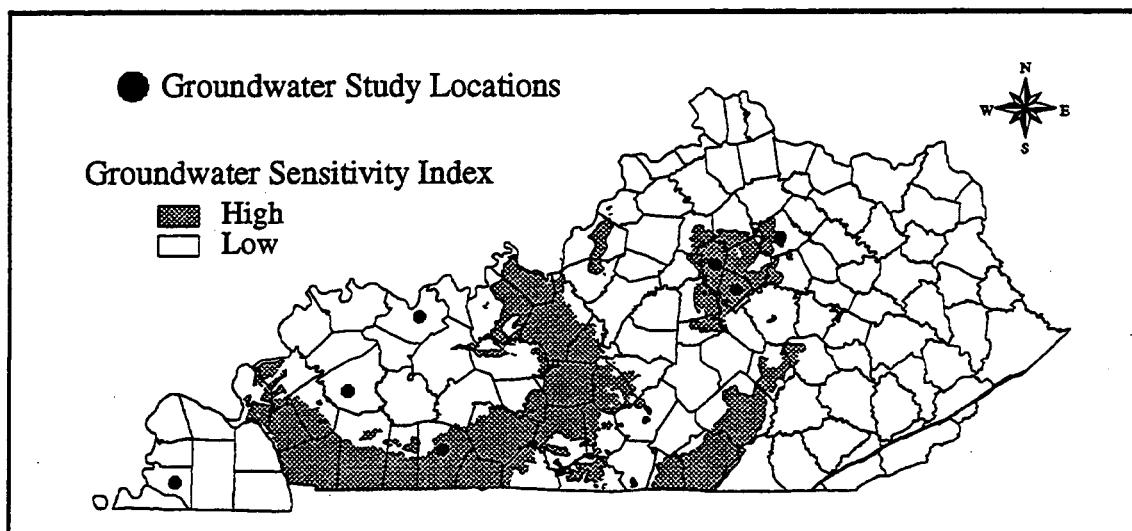 Groundwater Study Locations
Groundwater Sensitivity Index
High
Low
N
W E
S